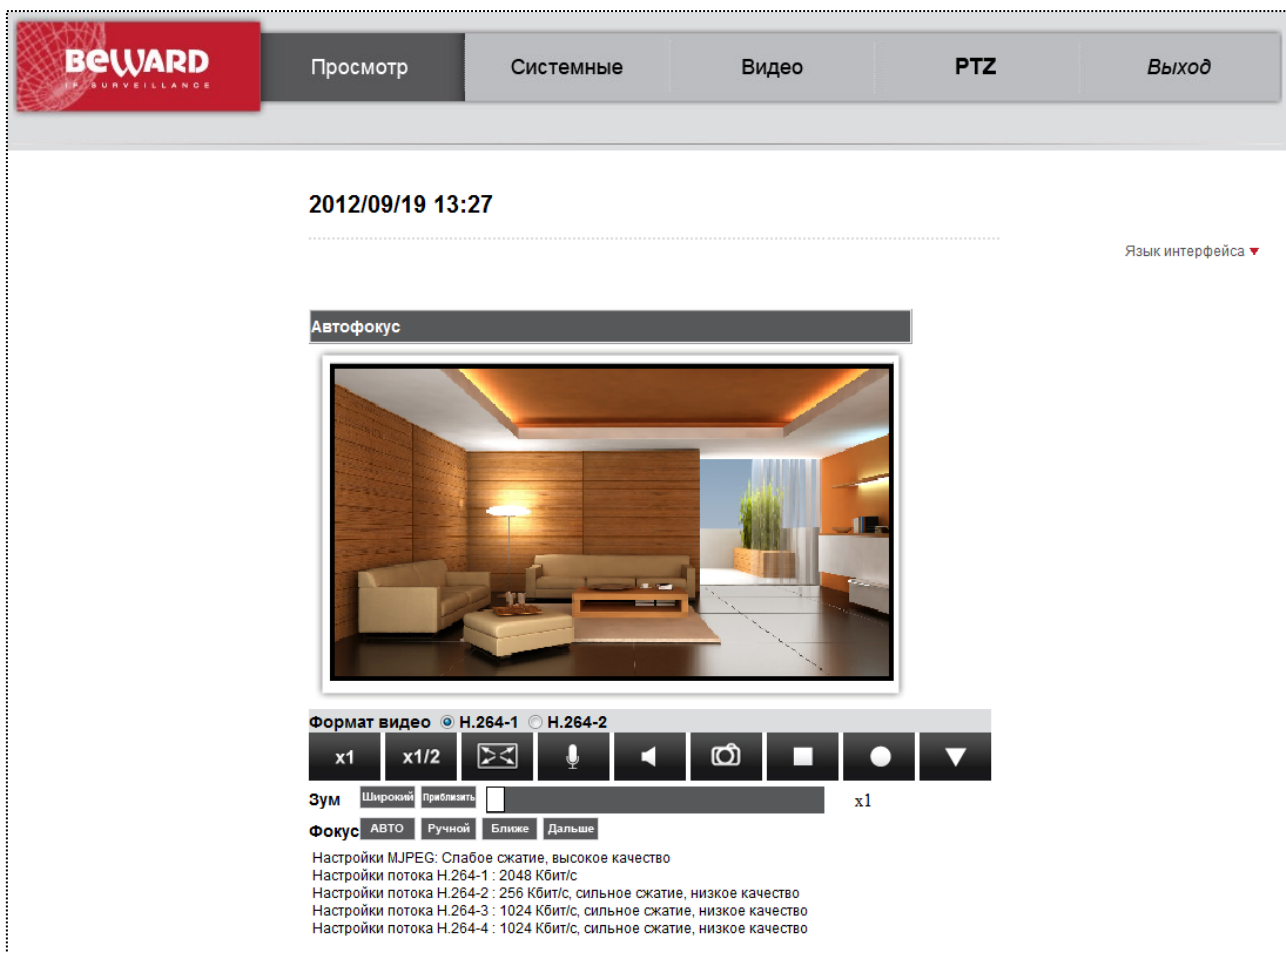 BEWARD
IP SURVEILLANCE
Просмотр Системные Видео PTZ Выход
2012/09/19 13:27
Язык интерфейса
Автофокус
Формат видео H.264-1 H.264-2
x1 x1/2
Зум Широкий Приблизить x1
Фокус АВТО Ручной Ближе Дальше
Настройки MJPEG: Слабое сжатие, высокое качество
Настройки потока H.264-1 : 2048 Кбит/с
Настройки потока H.264-2 : 256 Кбит/с, сильное сжатие, низкое качество
Настройки потока H.264-3 : 1024 Кбит/с, сильное сжатие, низкое качество
Настройки потока H.264-4 : 1024 Кбит/с, сильное сжатие, низкое качество